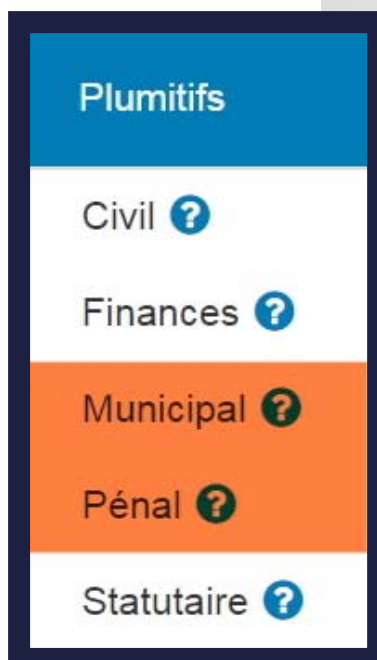 Plumitifs
Civil ?
Finances ?
Municipal ?
Pénal ?
Statutaire ?